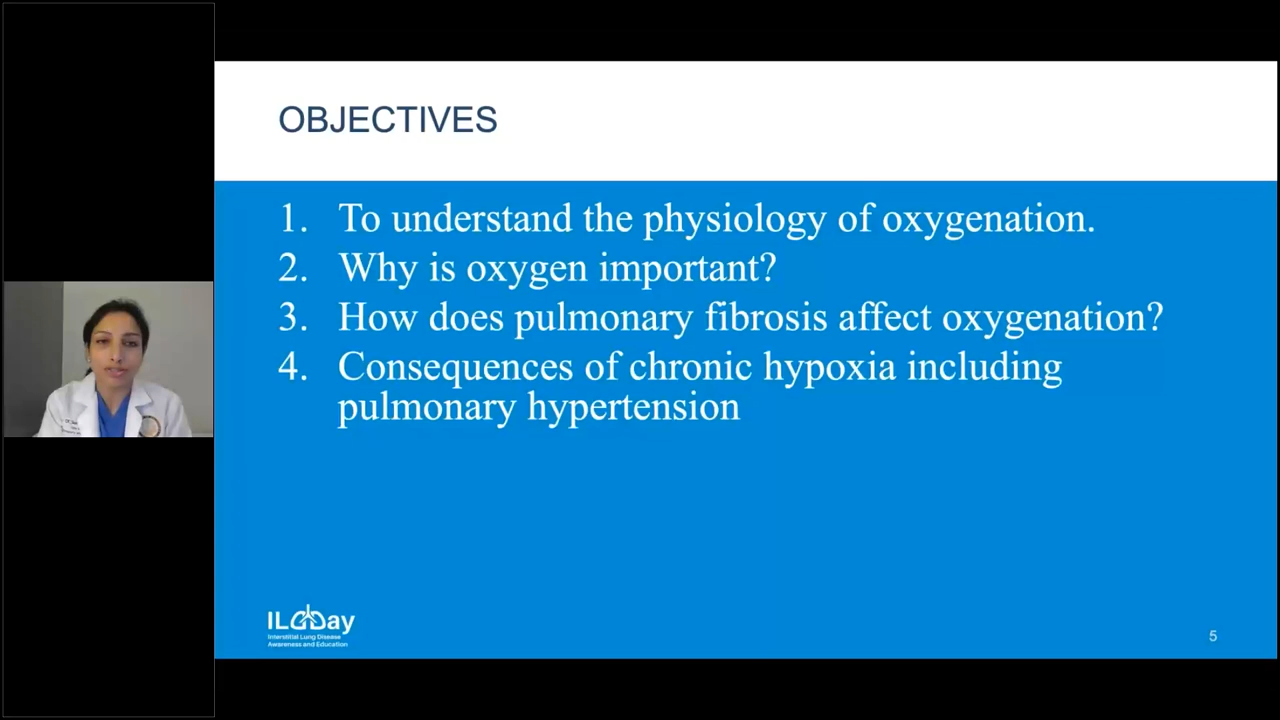 OBJECTIVES
1. To understand the physiology of oxygenation.
2. Why is oxygen important?
3. How does pulmonary fibrosis affect oxygenation?
4. Consequences of chronic hypoxia including
pulmonary hypertension
ILDDay
Interstitial Lung Disease
Awareness and Education
5